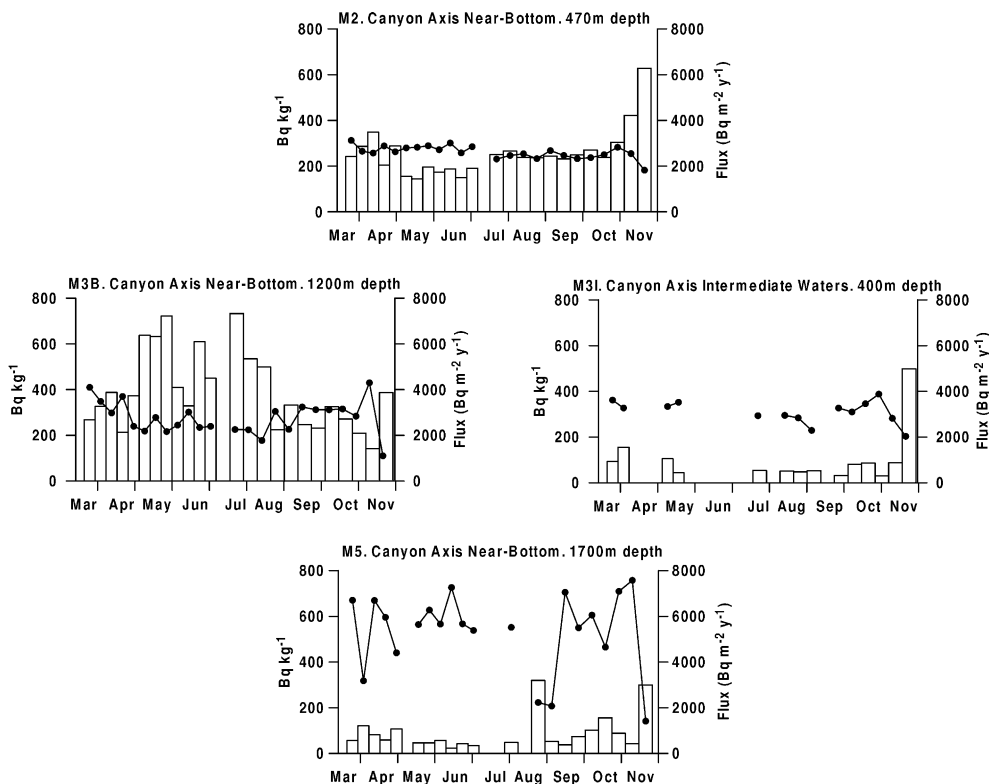 M2. Canyon Axis Near-Bottom. 470m depth
800
600
400
200
0
Bq kg-1
8000
6000
4000
2000
0
Flux (Bq m-2 y-1)
Mar Apr May Jun Jul Aug Sep Oct Nov
M3B. Canyon Axis Near-Bottom. 1200m depth
800
600
400
200
0
Bq kg-1
8000
6000
4000
2000
0
Flux (Bq m-2 y-1)
Mar Apr May Jun Jul Aug Sep Oct Nov
M3I. Canyon Axis Intermediate Waters. 400m depth
800
600
400
200
0
Bq kg-1
8000
6000
4000
2000
0
Flux (Bq m-2 y-1)
Mar Apr May Jun Jul Aug Sep Oct Nov
M5. Canyon Axis Near-Bottom. 1700m depth
800
600
400
200
0
Bq kg-1
8000
6000
4000
2000
0
Flux (Bq m-2 y-1)
Mar Apr May Jun Jul Aug Sep Oct Nov